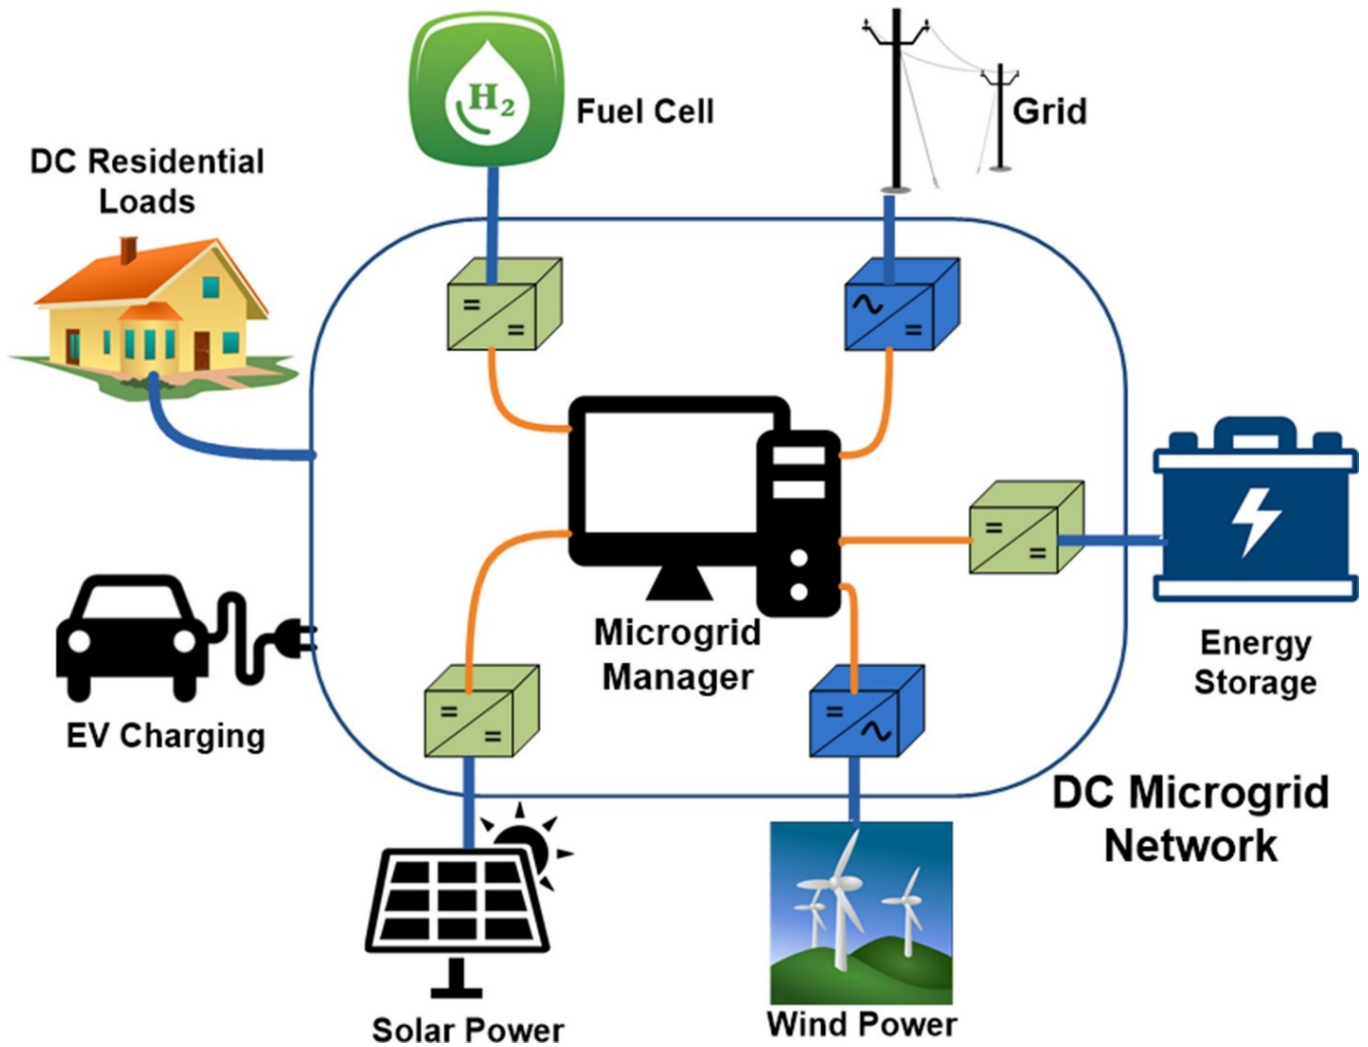 H2
Fuel Cell
Grid
DC Residential
Loads
Microgrid
Manager
Energy
Storage
EV Charging
DC Microgrid
Network
Solar Power
Wind Power